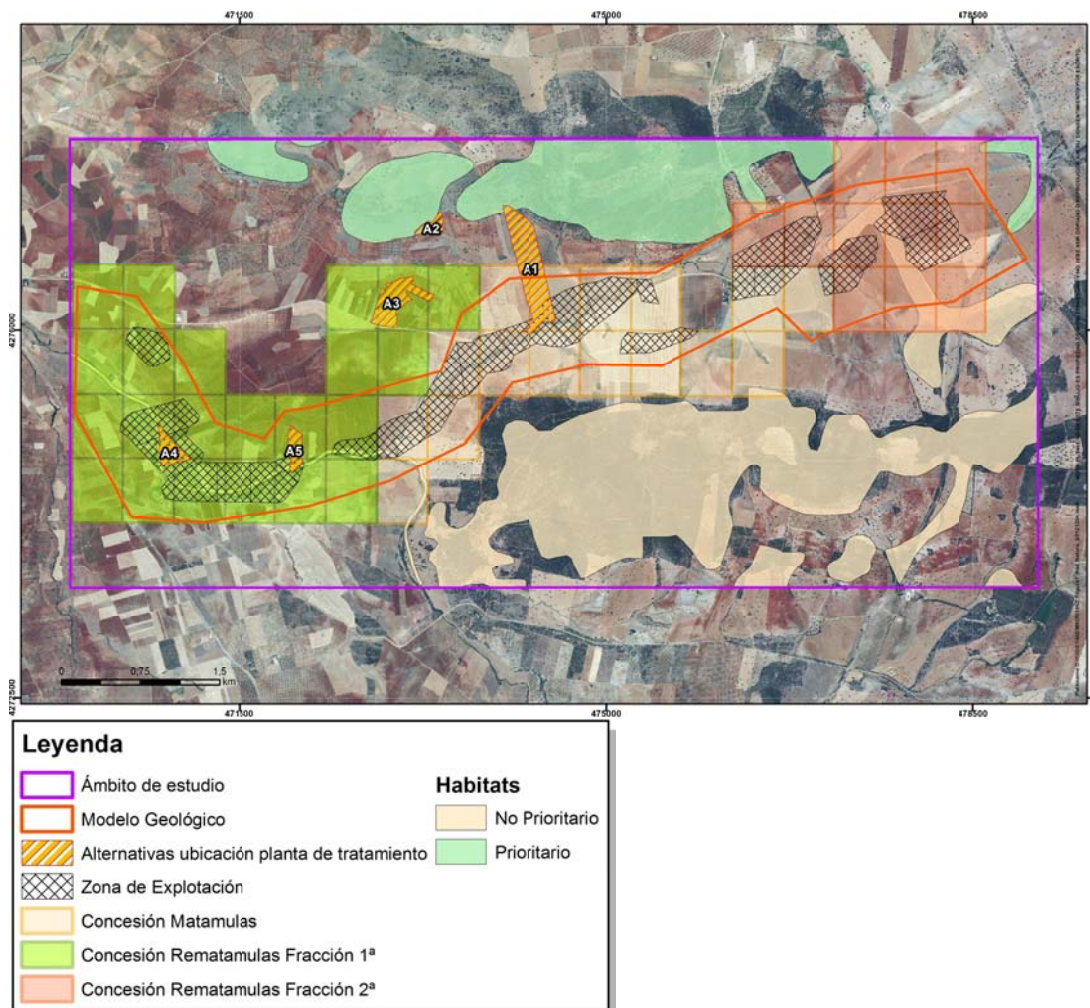 471500 475000 478500
A2
A1
A3
A4
A5
0 0,75 1,5
km
4277500
471500 475000 478500
Leyenda
Ámbito de estudio
Modelo Geológico
Alternativas ubicación planta de tratamiento
Zona de Explotación
Concesión Matamulas
Concesión Rematamulas Fracción 1ª
Concesión Rematamulas Fracción 2ª
Habitats
No Prioritario
Prioritario